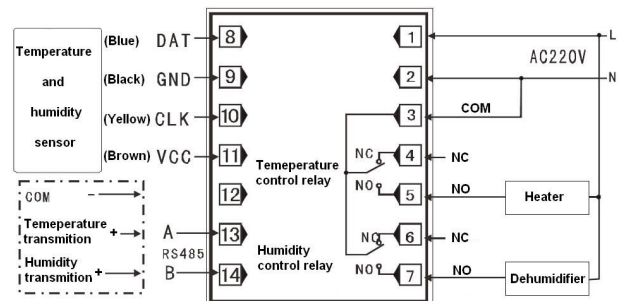 Temperature
and
humidity
sensor
(Blue) DAT 8
(Black) GND 9
(Yellow) CLK 10
(Brown) VCC 11
12
COM -
Temeperature
transmition +
Humidity
transmition +
A 13
RS485
B 14
Temeperature
control relay
Humidity
control relay
1 L
AC220V
2 N
3 COM
NC 4 NC
NO 5 NO Heater
NC 6 NC
NO 7 NO Dehumidifier